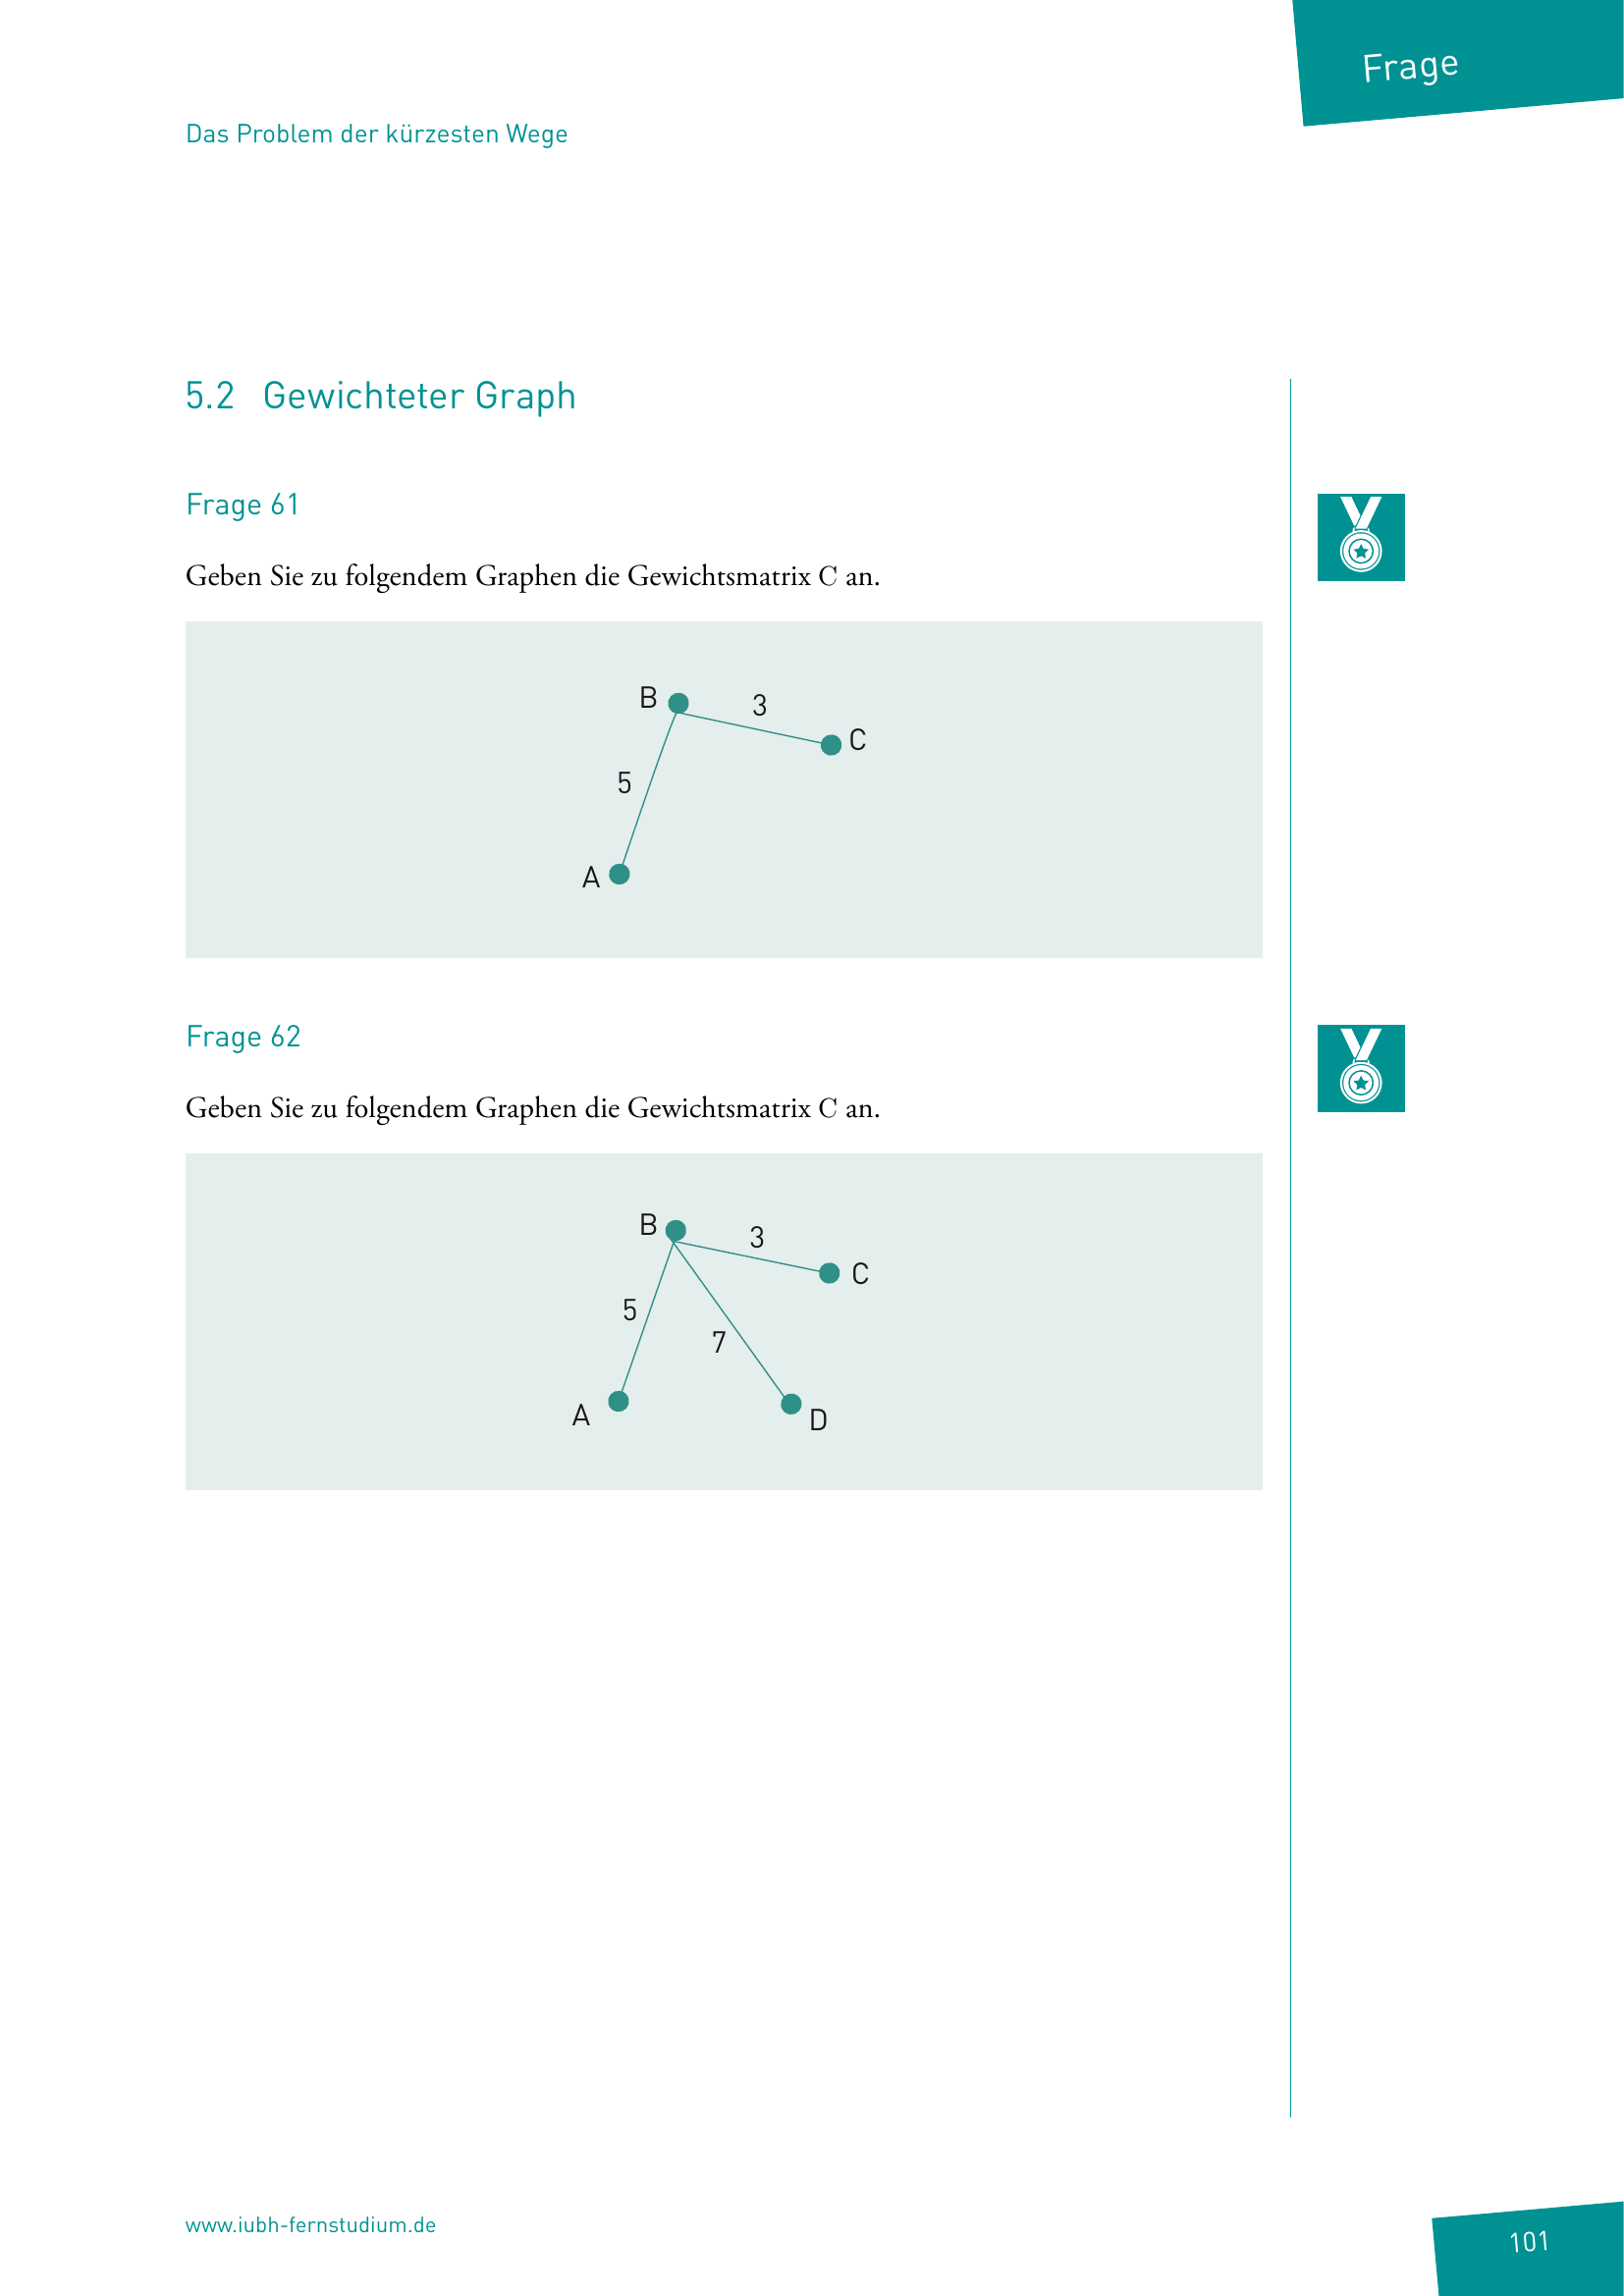 Frage
Das Problem der kürzesten Wege
5.2 Gewichteter Graph
Frage 61
Geben Sie zu folgendem Graphen die Gewichtsmatrix C an.
B
3
C
5
A
Frage 62
Geben Sie zu folgendem Graphen die Gewichtsmatrix C an.
B
3
C
5
7
A
D
www.iubh-fernstudium.de
101